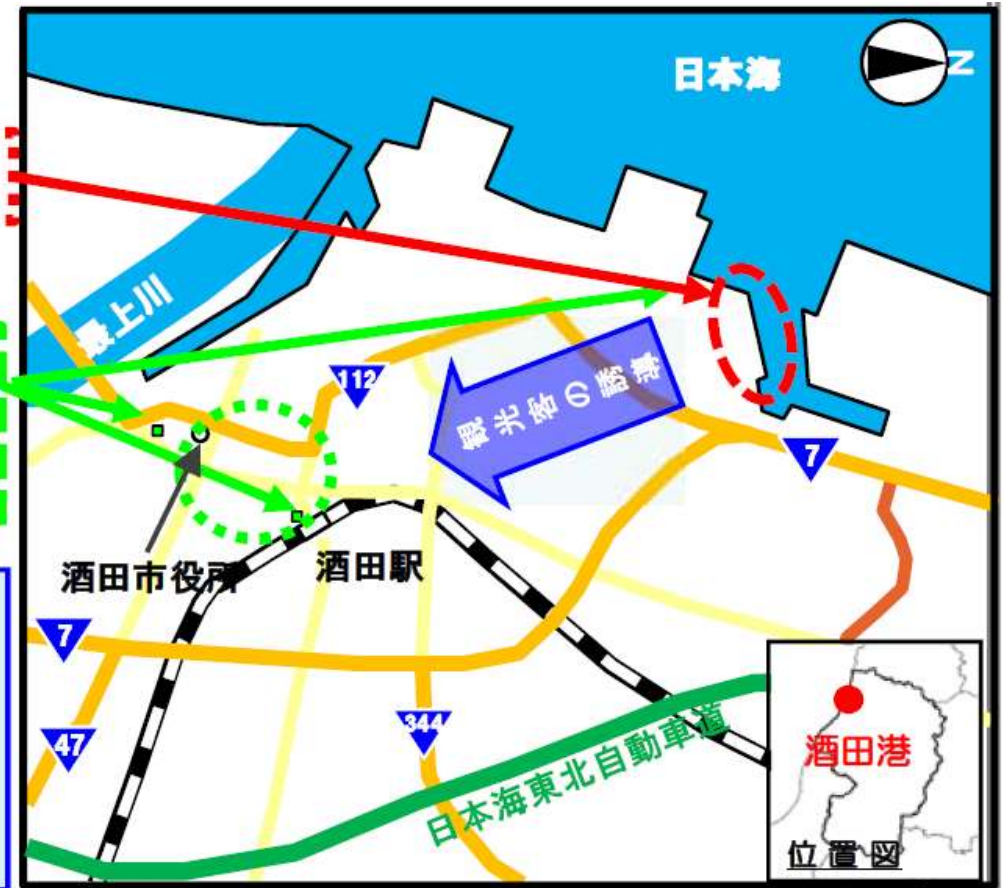 日本海
N
最上川
112
観光客の誘導
7
酒田市役所
酒田駅
7
47
344
日本海東北自動車道
酒田港
位置図